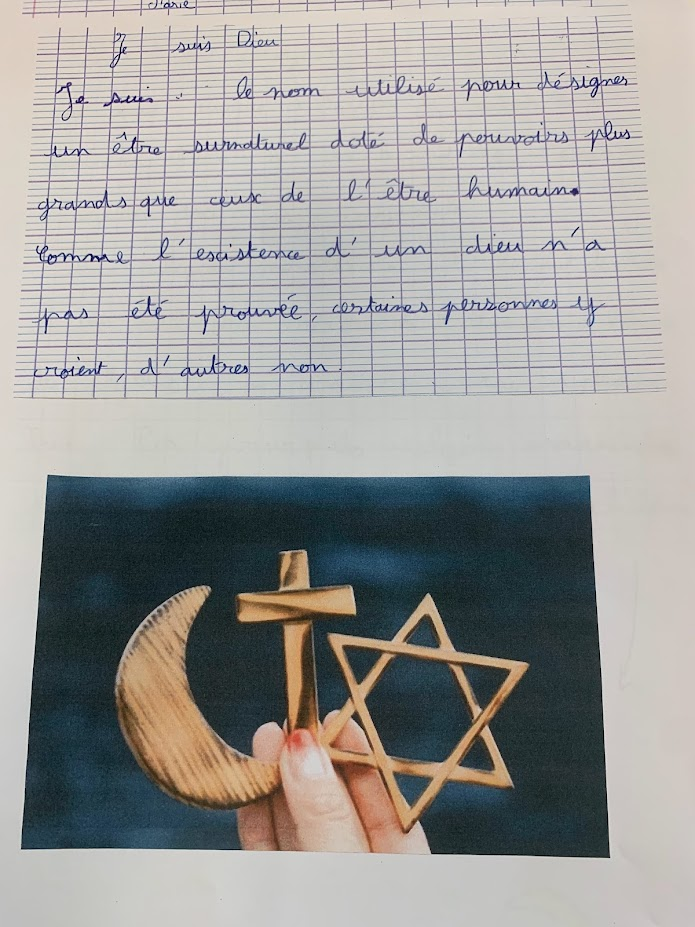 Marie
Je suis Dieu
Je suis le nom utilisé pour désigner
un être surnaturel doté de pouvoirs plus
grands que ceux de l'être humain.
Comme l'existence d'un dieu n'a
pas été prouvée, certaines personnes y
croient, d'autres non.